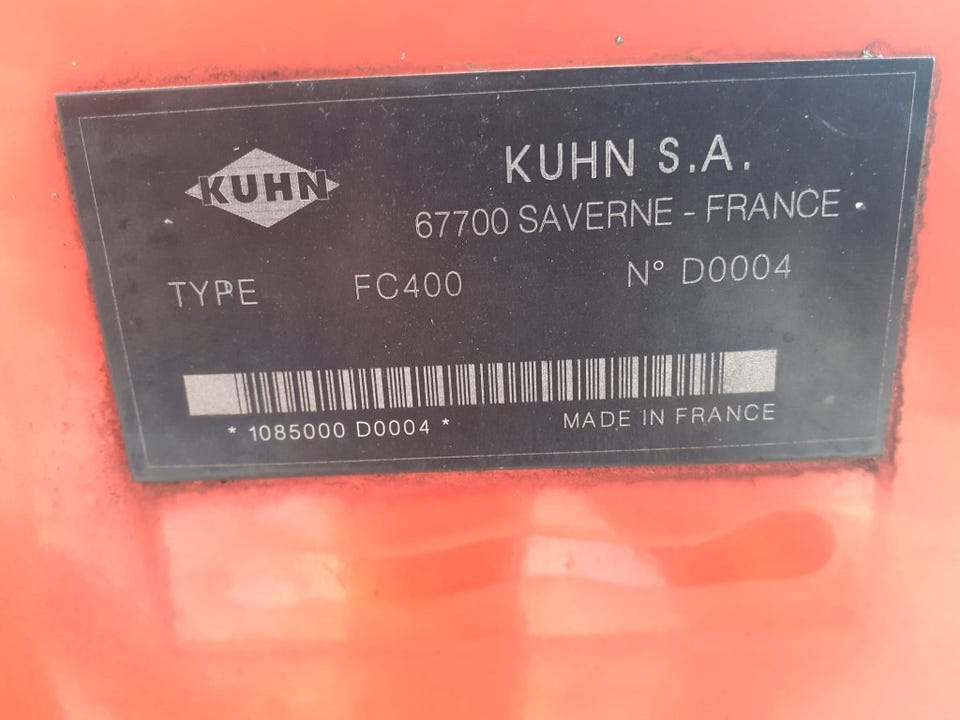 KUHN
KUHN S.A.
67700 SAVERNE - FRANCE
TYPE FC400 N° D0004
* 1085000 D0004 *
MADE IN FRANCE